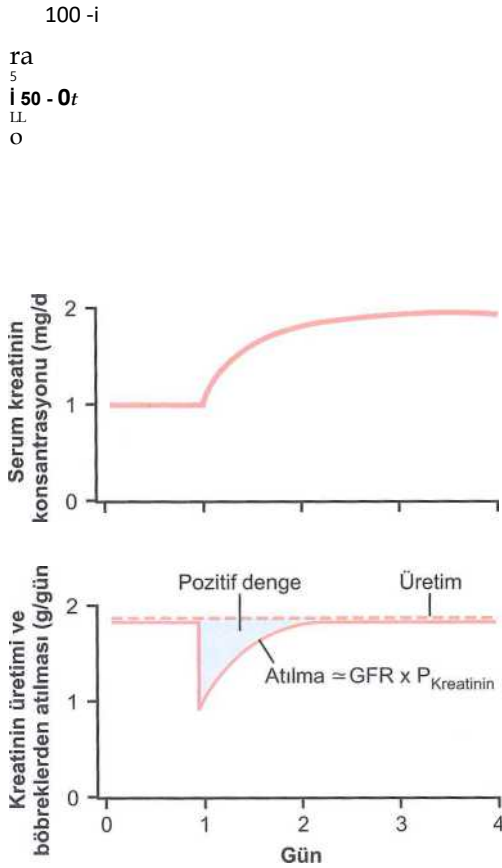 100 -i
ra
5
İ 50 - 0t
LL
o
Serum kreatinin
konsantrasyonu (mg/d
2
1
0
Kreatinin üretimi ve
böbreklerden atılması (g/gün
Pozitif denge
Üretim
2
Atılma ≃ GFR x PKreatinin
1
0
0 1 2 3 4
Gün